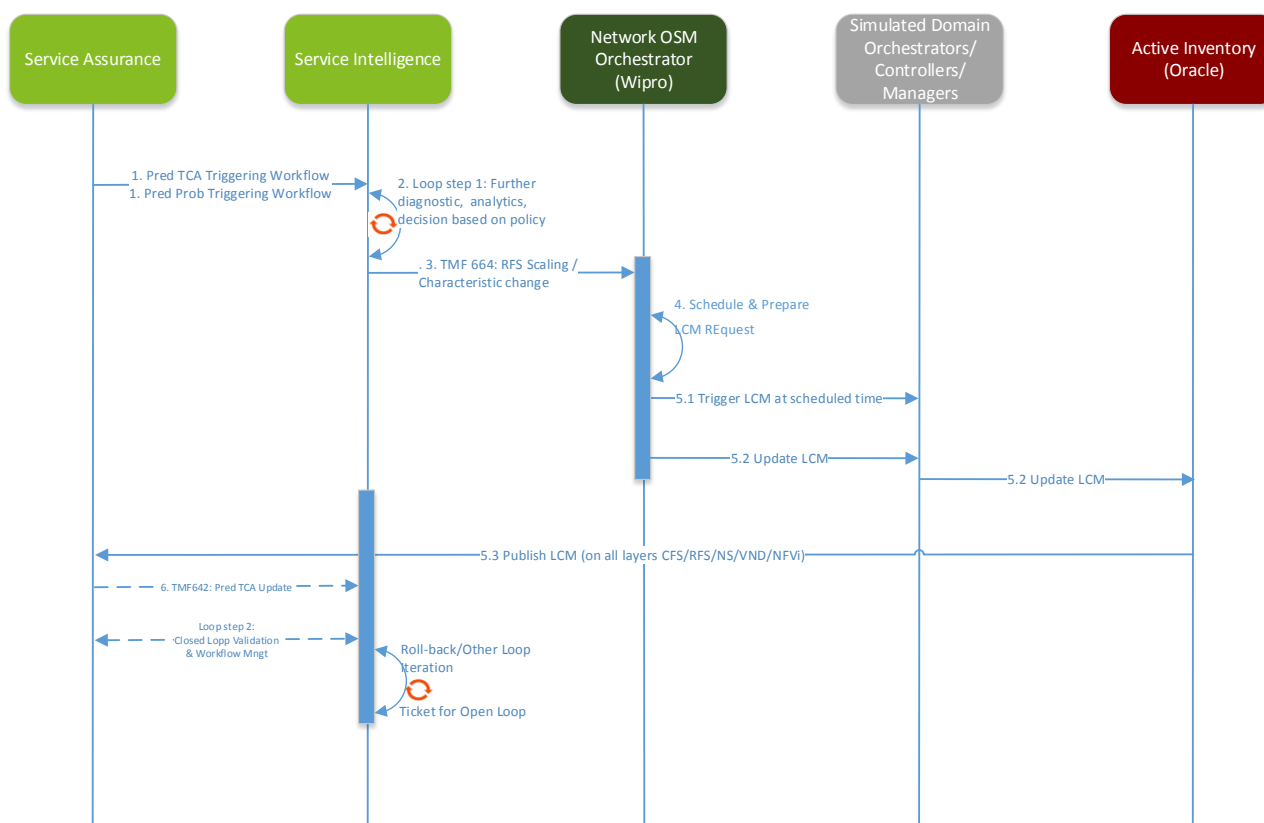 Service Assurance
Service Intelligence
Network OSM
Orchestrator
(Wipro)
Simulated Domain
Orchestrators/
Controllers/
Managers
Active Inventory
(Oracle)
1. Pred TCA Triggering Workflow
1. Pred Prob Triggering Workflow
2. Loop step 1: Further
diagnostic, analytics,
decision based on policy
. 3. TMF 664: RFS Scaling /
Characteristic change
4. Schedule & Prepare
LCM REquest
5.1 Trigger LCM at scheduled time
5.2 Update LCM
5.2 Update LCM
5.3 Publish LCM (on all layers CFS/RFS/NS/VND/NFVi)
6. TMF642: Pred TCA Update
Loop step 2:
Closed Lopp Validation
& Workflow Mngt
Roll-back/Other Loop
Iteration
Ticket for Open Loop